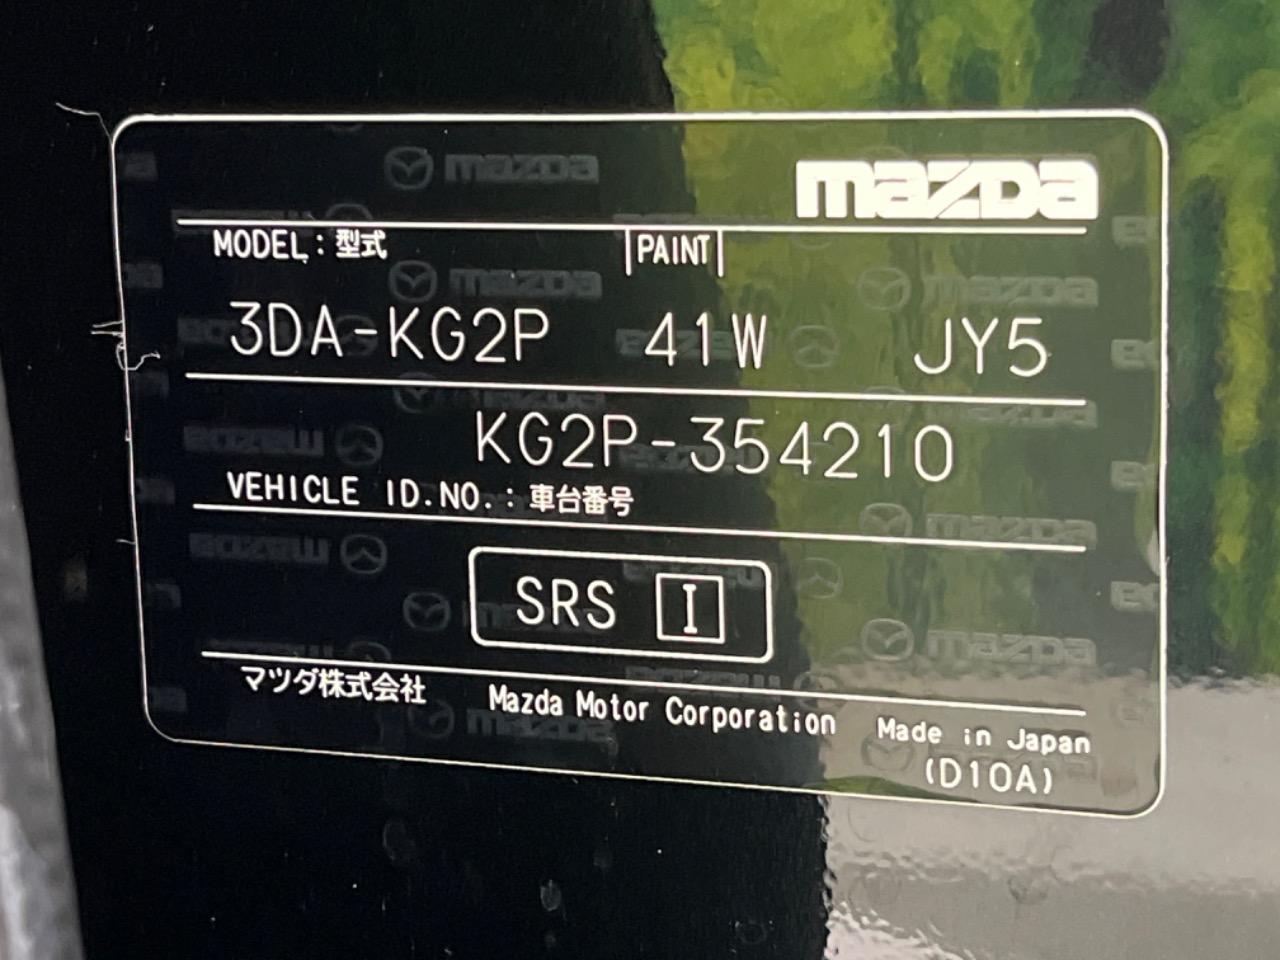 mazda
MODEL : 型式 PAINT
3DA-KG2P 41W JY5
KG2P-354210
VEHICLE ID.NO. : 車台番号
SRS I
マツダ株式会社 Mazda Motor Corporation Made in Japan
(D10A)